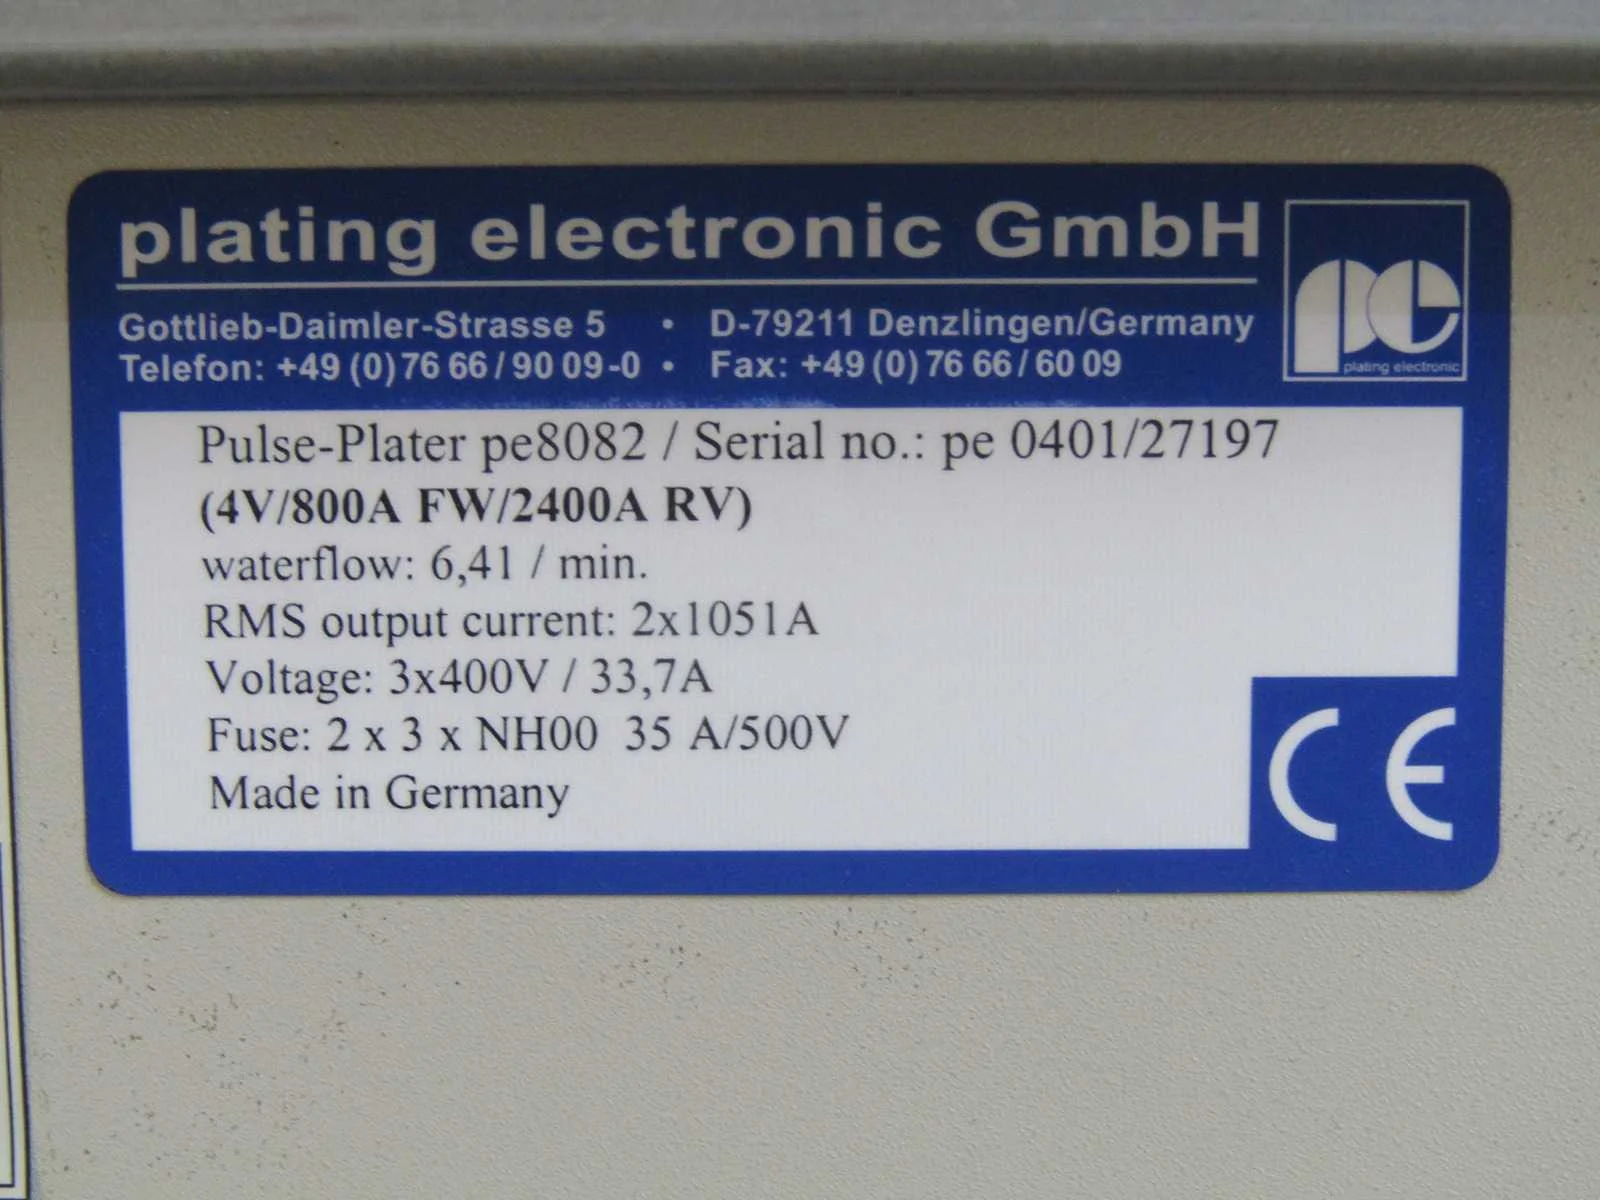 plating electronic GmbH
Gottlieb-Daimler-Strasse 5 • D-79211 Denzlingen/Germany
Telefon: +49 (0) 76 66 / 90 09 -0 • Fax: +49 (0) 76 66 / 60 09
pe
plating electronic
Pulse-Plater pe8082 / Serial no.: pe 0401/27197
(4V/800A FW/2400A RV)
waterflow: 6,4l / min.
RMS output current: 2x1051A
Voltage: 3x400V / 33,7A
Fuse: 2 x 3 x NH00 35 A/500V
Made in Germany
CE